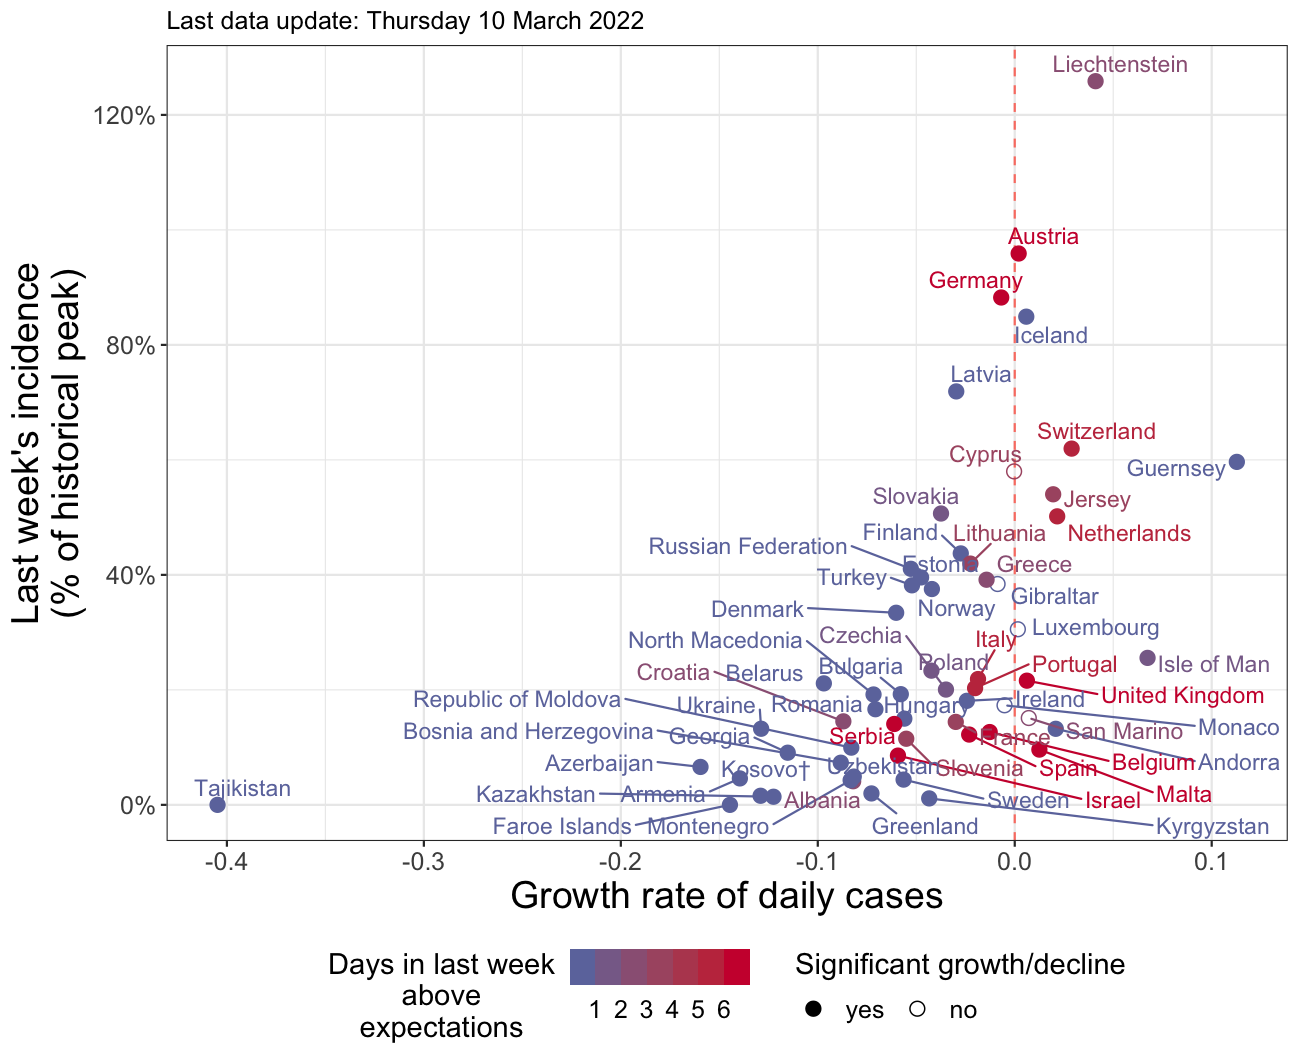 Last data update: Thursday 10 March 2022
Last week's incidence
(% of historical peak)
120%
80%
40%
0%
Liechtenstein
Austria
Germany
Iceland
Latvia
Switzerland
Cyprus
Guernsey
Slovakia
Jersey
Finland
Lithuania
Netherlands
Russian Federation
Estonia
Greece
Turkey
Gibraltar
Denmark
Norway
Czechia
Luxembourg
North Macedonia
Italy
Croatia
Belarus
Bulgaria
Poland
Portugal
Isle of Man
Republic of Moldova
Ukraine
Romania
Hungary
Ireland
United Kingdom
Bosnia and Herzegovina
Georgia
Serbia
France
San Marino
Monaco
Azerbaijan
Kosovo†
Uzbekistan
Slovenia
Spain
Belgium
Andorra
Tajikistan
Kazakhstan
Armenia
Albania
Sweden
Israel
Malta
Faroe Islands
Montenegro
Greenland
Kyrgyzstan
-0.4
-0.3
-0.2
-0.1
0.0
0.1
Growth rate of daily cases
Days in last week
above
expectations
1 2 3 4 5 6
Significant growth/decline
yes
no